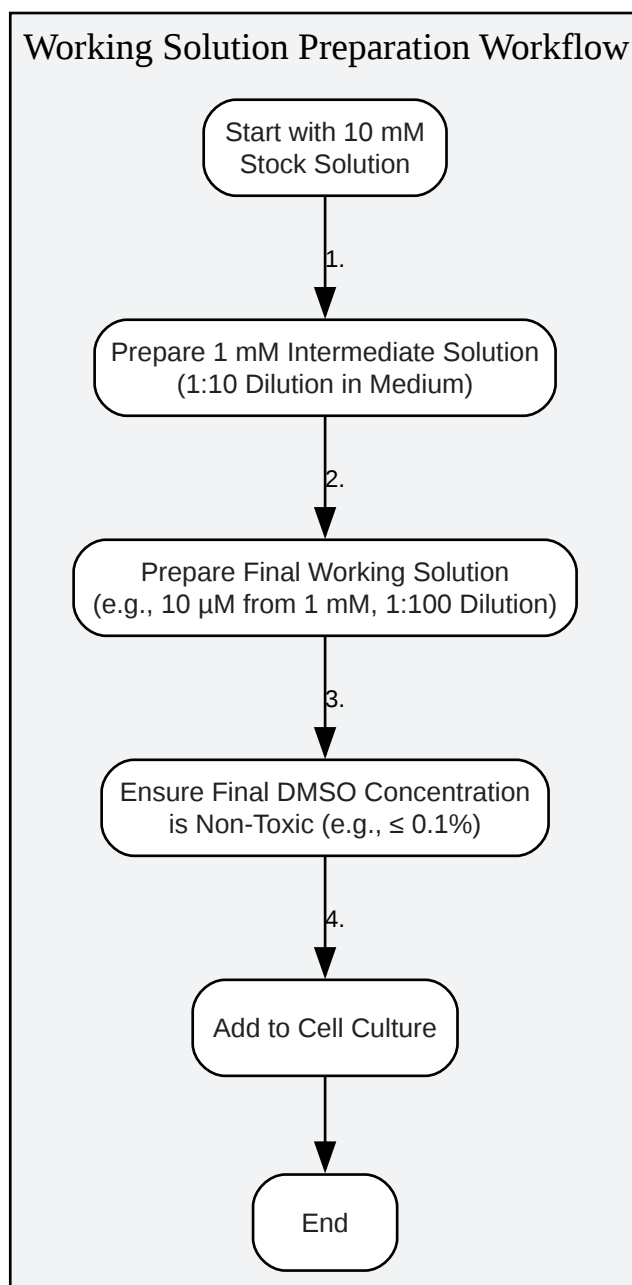 Working Solution Preparation Workflow
Start with 10 mM
Stock Solution
1.
Prepare 1 mM Intermediate Solution
(1:10 Dilution in Medium)
2.
Prepare Final Working Solution
(e.g., 10 µM from 1 mM, 1:100 Dilution)
3.
Ensure Final DMSO Concentration
is Non-Toxic (e.g., ≤ 0.1%)
4.
Add to Cell Culture
End